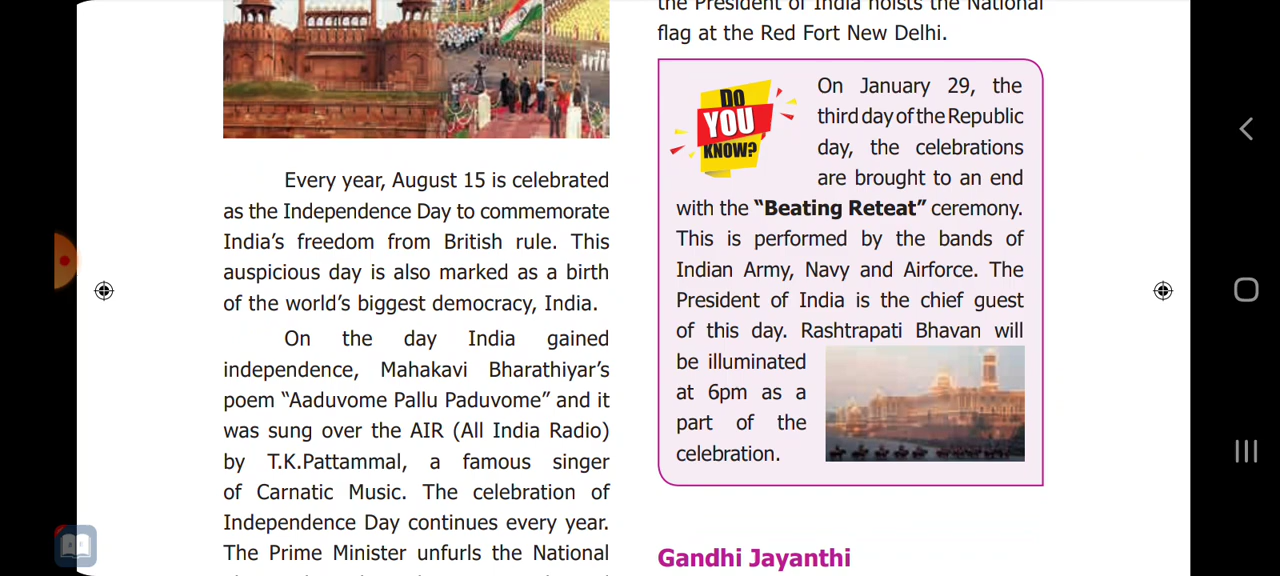 Every year, August 15 is celebrated
as the Independence Day to commemorate
India's freedom from British rule. This
auspicious day is also marked as a birth
of the world's biggest democracy, India.
On the day India gained
independence, Mahakavi Bharathiyar's
poem “Aaduvome Pallu Paduvome” and it
was sung over the AIR (All India Radio)
by T.K.Pattammal, a famous singer
of Carnatic Music. The celebration of
Independence Day continues every year.
The Prime Minister unfurls the National
the President of India hoists the National
flag at the Red Fort New Delhi.
DO
YOU
KNOW?
On January 29, the
third day of the Republic
day, the celebrations
are brought to an end
with the “Beating Reteat” ceremony.
This is performed by the bands of
Indian Army, Navy and Airforce. The
President of India is the chief guest
of this day. Rashtrapati Bhavan will
be illuminated
at 6pm as a
part of the
celebration.
Gandhi Jayanthi